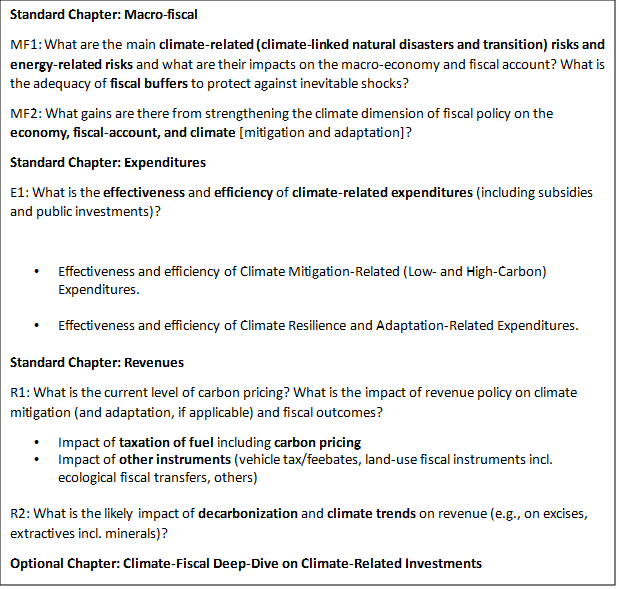 Standard Chapter: Macro-fiscal
MF1: What are the main climate-related (climate-linked natural disasters and transition) risks and
energy-related risks and what are their impacts on the macro-economy and fiscal account? What is
the adequacy of fiscal buffers to protect against inevitable shocks?
MF2: What gains are there from strengthening the climate dimension of fiscal policy on the
economy, fiscal-account, and climate [mitigation and adaptation]?
Standard Chapter: Expenditures
E1: What is the effectiveness and efficiency of climate-related expenditures (including subsidies
and public investments)?
• Effectiveness and efficiency of Climate Mitigation-Related (Low- and High-Carbon)
Expenditures.
• Effectiveness and efficiency of Climate Resilience and Adaptation-Related Expenditures.
Standard Chapter: Revenues
R1: What is the current level of carbon pricing? What is the impact of revenue policy on climate
mitigation (and adaptation, if applicable) and fiscal outcomes?
• Impact of taxation of fuel including carbon pricing
• Impact of other instruments (vehicle tax/feebates, land-use fiscal instruments incl.
ecological fiscal transfers, others)
R2: What is the likely impact of decarbonization and climate trends on revenue (e.g., on excises,
extractives incl. minerals)?
Optional Chapter: Climate-Fiscal Deep-Dive on Climate-Related Investments